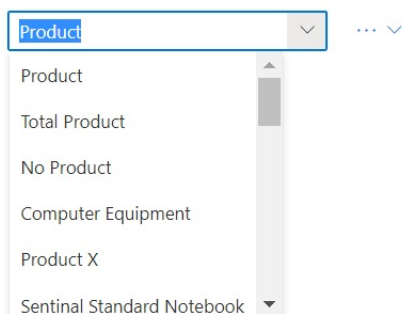 Product
Product
Total Product
No Product
Computer Equipment
Product X
Sentinal Standard Notebook